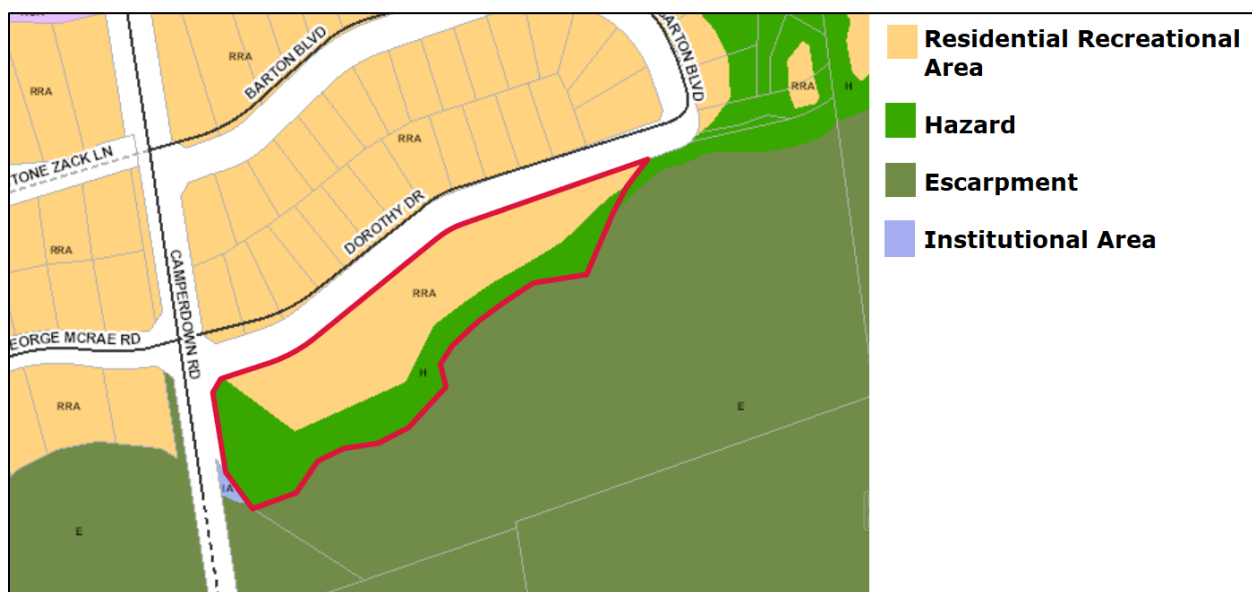 BARTON BLVD
Residential Recreational
Area
RRA
BARTON BLVD
RRA
RRA
H
Hazard
RRA
TONE ZACK LN
Escarpment
DOROTHY DR
Institutional Area
RRA
CAMPERDOWN RD
RRA
EORGE MCRAE RD
H
RRA
E
IA
E